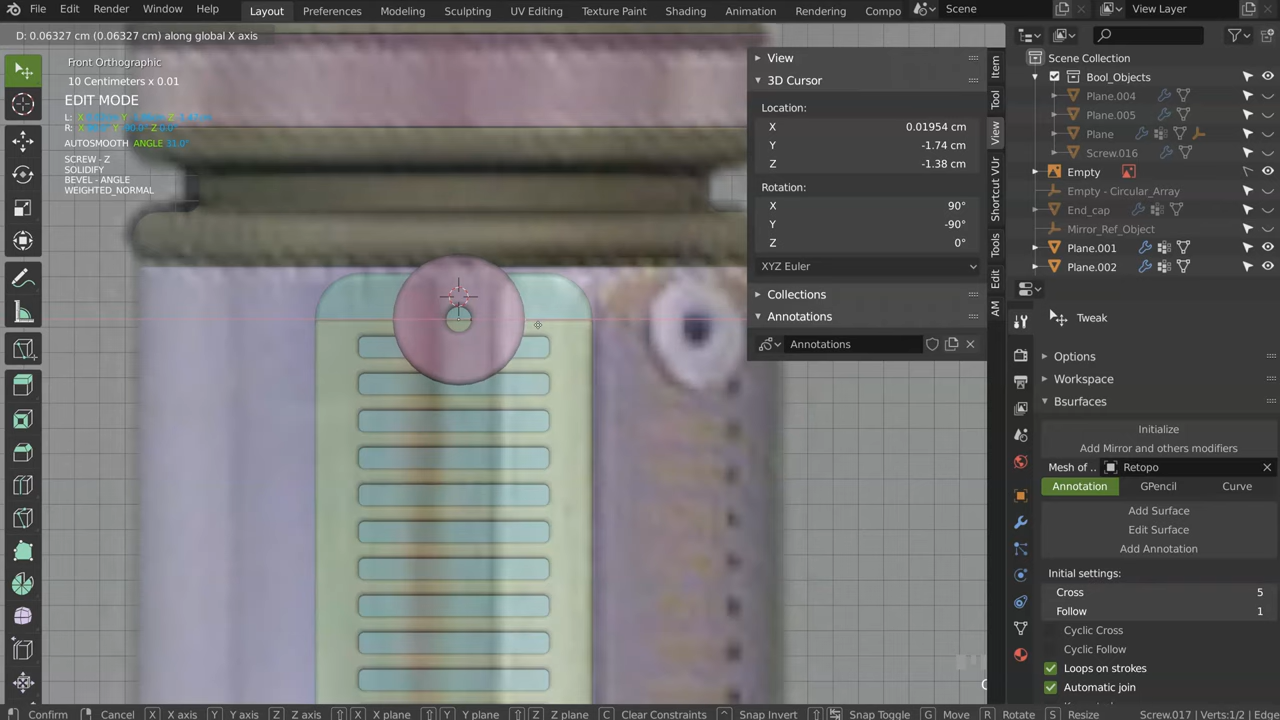 File Edit Render Window Help Layout Preferences Modeling Sculpting UV Editing Texture Paint Shading Animation Rendering Compo Scene View Layer
D: 0.06327 cm (0.06327 cm) along global X axis
Front Orthographic
10 Centimeters x 0.01
EDIT MODE
AUTOSMOOTH ANGLE 31.0°
SCREW - Z
SOLIDIFY
BEVEL - ANGLE
WEIGHTED_NORMAL
View
3D Cursor
Location:
X 0.01954 cm
Y -1.74 cm
Z -1.38 cm
Rotation:
X 90°
Y -90°
Z 0°
XYZ Euler
Collections
Annotations
Annotations
Item
Tool
View
Shortcut VUr
Tools
Edit
AM
Scene Collection
Bool_Objects
Plane.004
Plane.005
Plane
Screw.016
Empty
Empty - Circular_Array
End_cap
Mirror_Ref_Object
Plane.001
Plane.002
Tweak
Options
Workspace
Bsurfaces
Initialize
Add Mirror and others modifiers
Mesh of .. Retopo
Annotation GPencil Curve
Add Surface
Edit Surface
Add Annotation
Initial settings:
Cross 5
Follow 1
Cyclic Cross
Cyclic Follow
Loops on strokes
Automatic join
Confirm Cancel X X axis Y Y axis Z Z axis X X plane Y Y plane Z Z plane C Clear Constraints Snap Invert Snap Toggle G Move R Rotate S Resize Screw.017 | Verts:1/2 | Edge